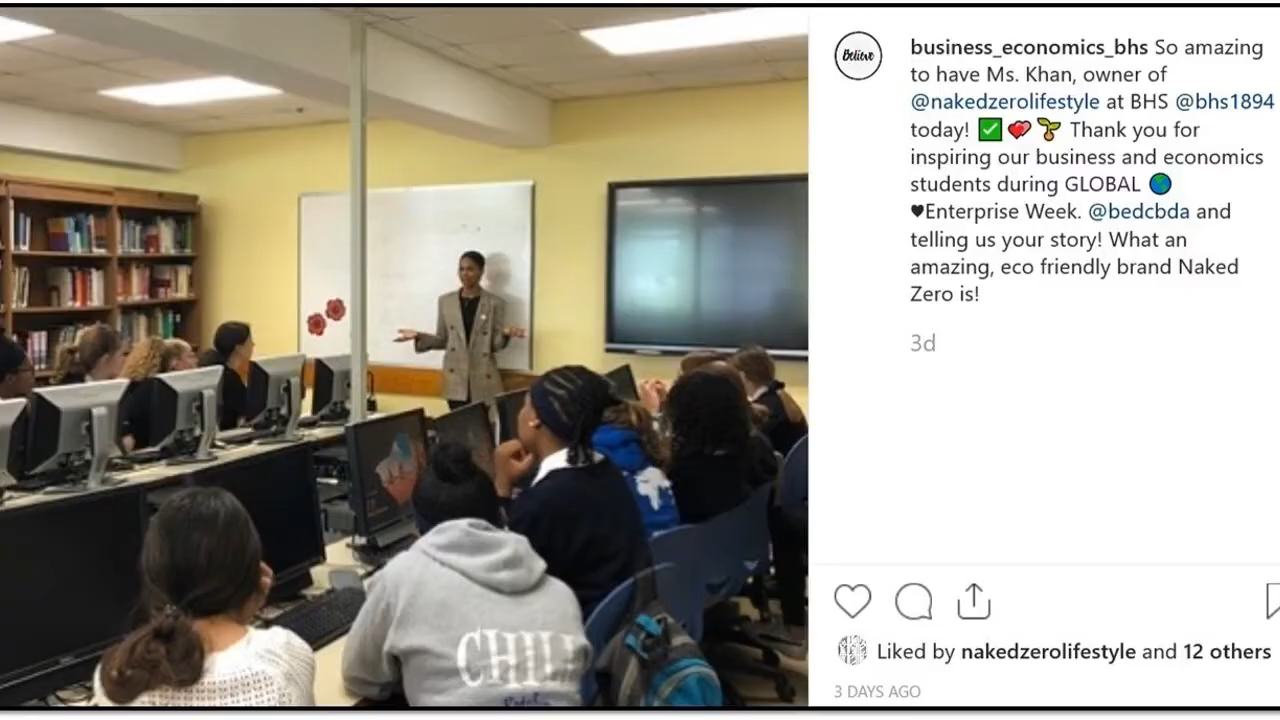 Believe
business_economics_bhs So amazing
to have Ms. Khan, owner of
@nakedzerolifestyle at BHS @bhs1894
today! ✅ 💕 🌱 Thank you for
inspiring our business and economics
students during GLOBAL 🌎
♥Enterprise Week. @bedcbda and
telling us your story! What an
amazing, eco friendly brand Naked
Zero is!
3d
Liked by nakedzerolifestyle and 12 others
3 DAYS AGO
CHILL